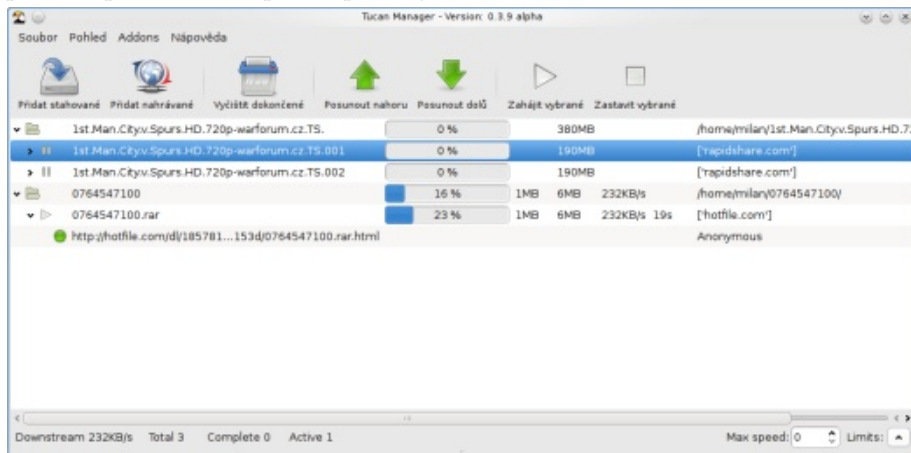 Tucan Manager - Version: 0.3.9 alpha
Soubor Pohled Addons Nápověda
Přidat stahované Přidat nahrávané Vyčistit dokončené Posunout nahoru Posunout dolů Zahájit vybrané Zastavit vybrané
1st.Man.City.v.Spurs.HD.720p-warforum.cz.TS. 0 % 380MB /home/milan/1st.Man.City.v.Spurs.HD.7
1st.Man.City.v.Spurs.HD.720p-warforum.cz.TS.001 0 % 190MB ['rapidshare.com']
1st.Man.City.v.Spurs.HD.720p-warforum.cz.TS.002 0 % 190MB ['rapidshare.com']
0764547100 16 % 1MB 6MB 232KB/s /home/milan/0764547100/
0764547100.rar 23 % 1MB 6MB 232KB/s 19s ['hotfile.com']
http://hotfile.com/dl/185781...153d/0764547100.rar.html Anonymous
Downstream 232KB/s Total 3 Complete 0 Active 1 Max speed: 0 Limits: